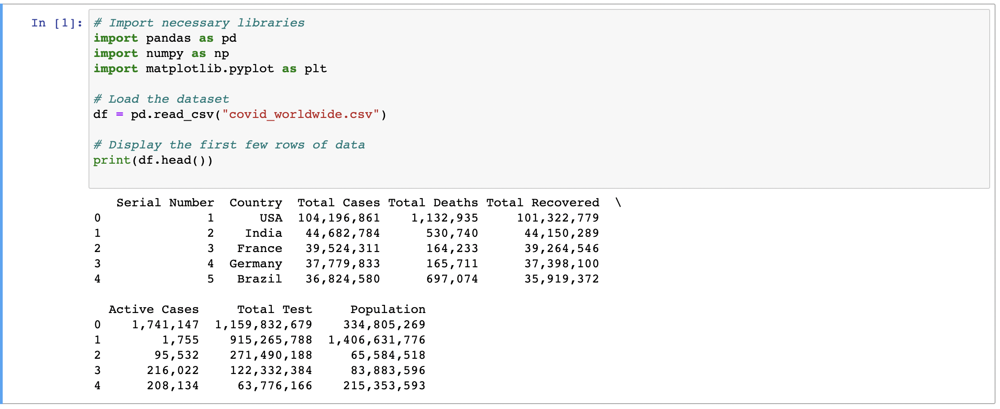 In [1]:
# Import necessary libraries
import pandas as pd
import numpy as np
import matplotlib.pyplot as plt
# Load the dataset
df = pd.read_csv("covid_worldwide.csv")
# Display the first few rows of data
print(df.head())
Serial Number Country Total Cases Total Deaths Total Recovered \
0 1 USA 104,196,861 1,132,935 101,322,779
1 2 India 44,682,784 530,740 44,150,289
2 3 France 39,524,311 164,233 39,264,546
3 4 Germany 37,779,833 165,711 37,398,100
4 5 Brazil 36,824,580 697,074 35,919,372
Active Cases Total Test Population
0 1,741,147 1,159,832,679 334,805,269
1 1,755 915,265,788 1,406,631,776
2 95,532 271,490,188 65,584,518
3 216,022 122,332,384 83,883,596
4 208,134 63,776,166 215,353,593